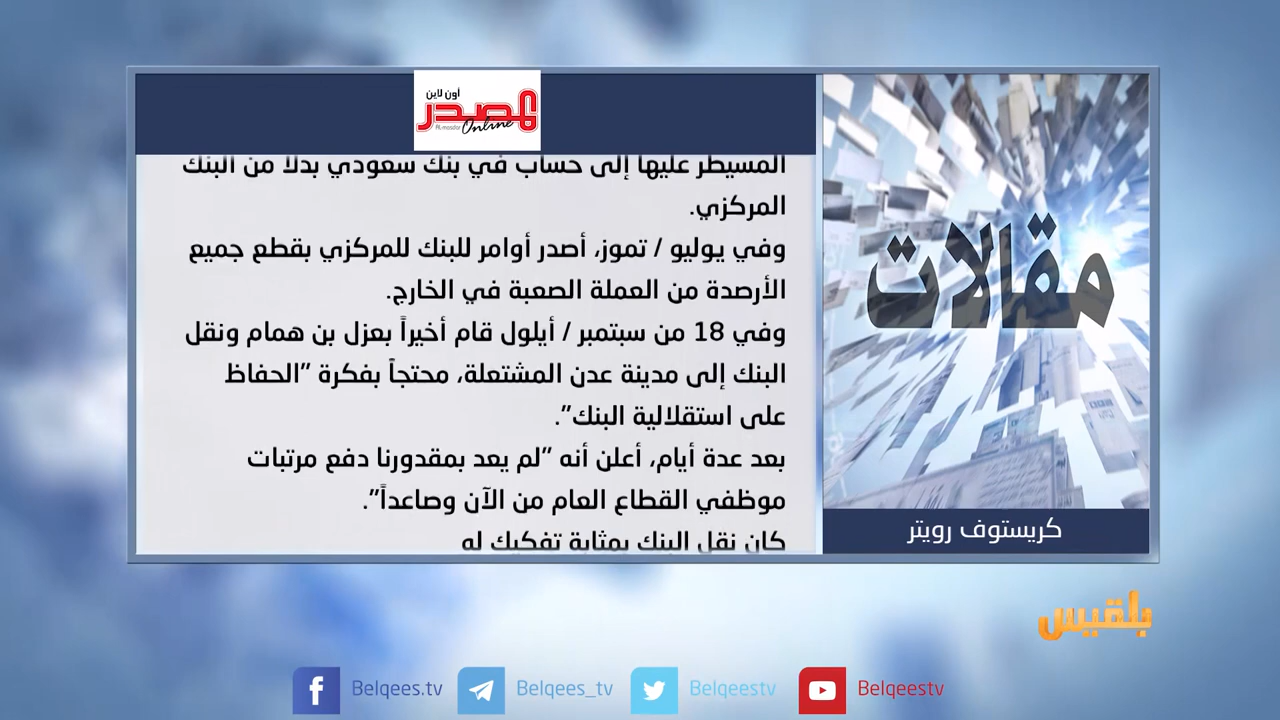 أون لاين
المصدر
Al-masdar Online
المسيطر عليها إلى حساب في بنك سعودي بدلا من البنك
المركزي.
وفي يوليو / تموز، أصدر أوامر للبنك للمركزي بقطع جميع
الأرصدة من العملة الصعبة في الخارج.
وفي 18 من سبتمبر / أيلول قام أخيراً بعزل بن همام ونقل
البنك إلى مدينة عدن المشتعلة، محتجاً بفكرة "الحفاظ
على استقلالية البنك".
بعد عدة أيام، أعلن أنه "لم يعد بمقدورنا دفع مرتبات
موظفي القطاع العام من الآن وصاعداً".
كان نقل البنك بمثابة تفكيك له
مقالات
كريستوف رويتر
بلقيس
Belqees.tv
Belqees_tv
Belqeestv
Belqeestv